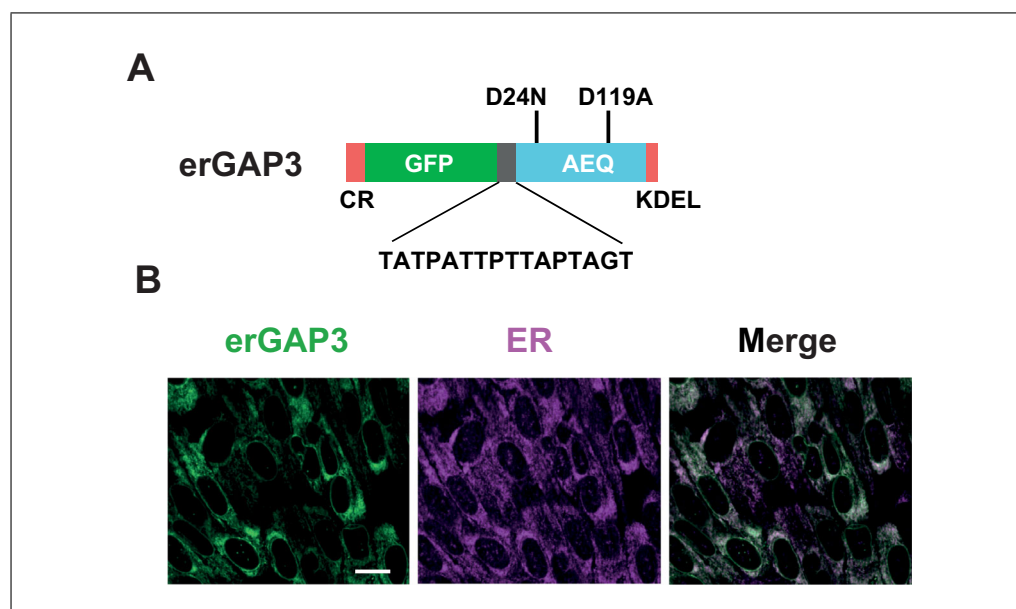 A
D24N D119A
erGAP3 GFP AEQ
CR KDEL
TATPATTPTTAPTAGT
B
erGAP3 ER Merge